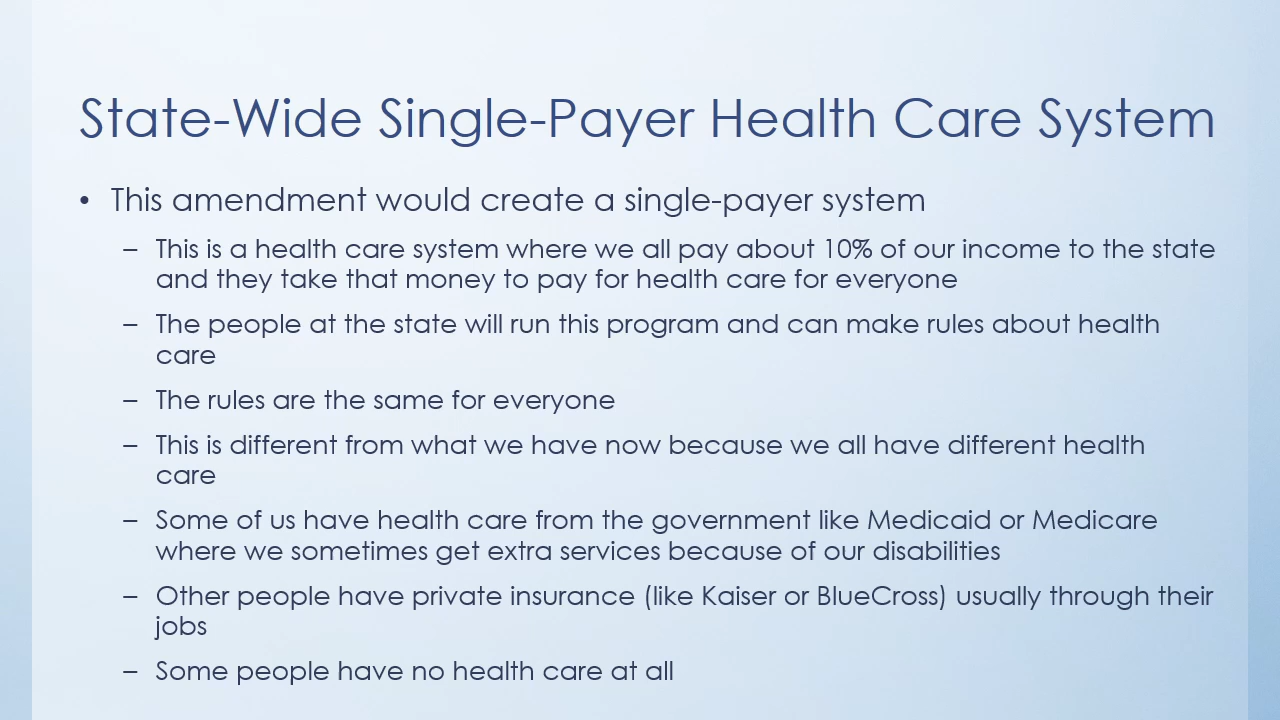 State-Wide Single-Payer Health Care System
• This amendment would create a single-payer system
– This is a health care system where we all pay about 10% of our income to the state
and they take that money to pay for health care for everyone
– The people at the state will run this program and can make rules about health
care
– The rules are the same for everyone
– This is different from what we have now because we all have different health
care
– Some of us have health care from the government like Medicaid or Medicare
where we sometimes get extra services because of our disabilities
– Other people have private insurance (like Kaiser or BlueCross) usually through their
jobs
– Some people have no health care at all